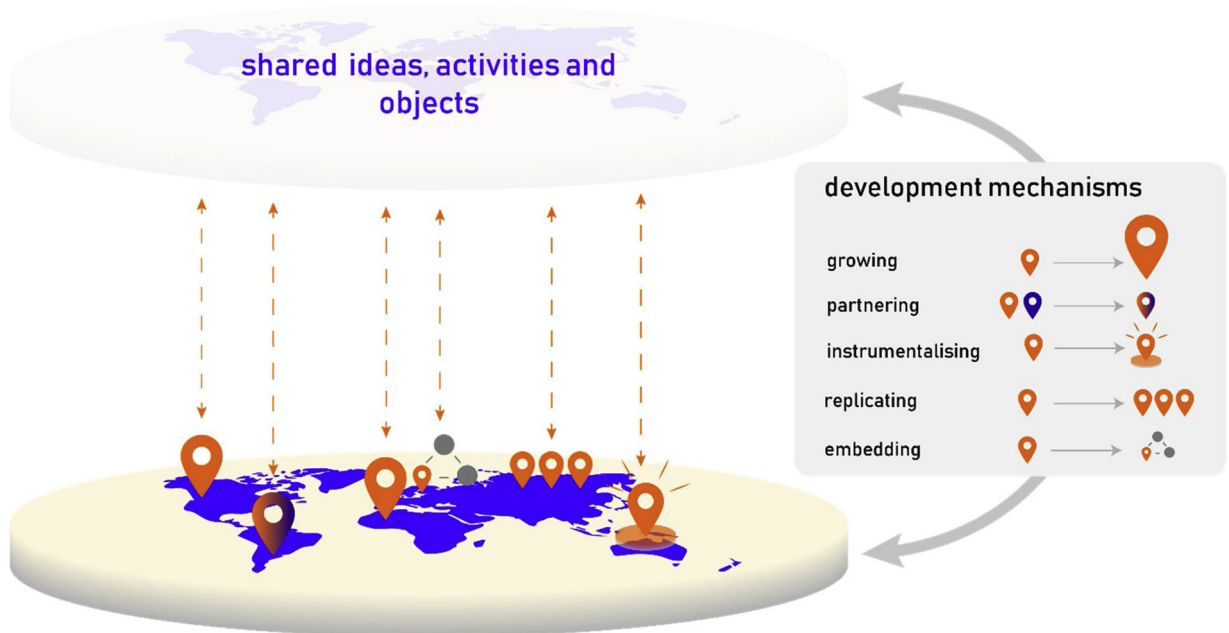 shared ideas, activities and
objects
development mechanisms
growing
partnering
instrumentalising
replicating
embedding